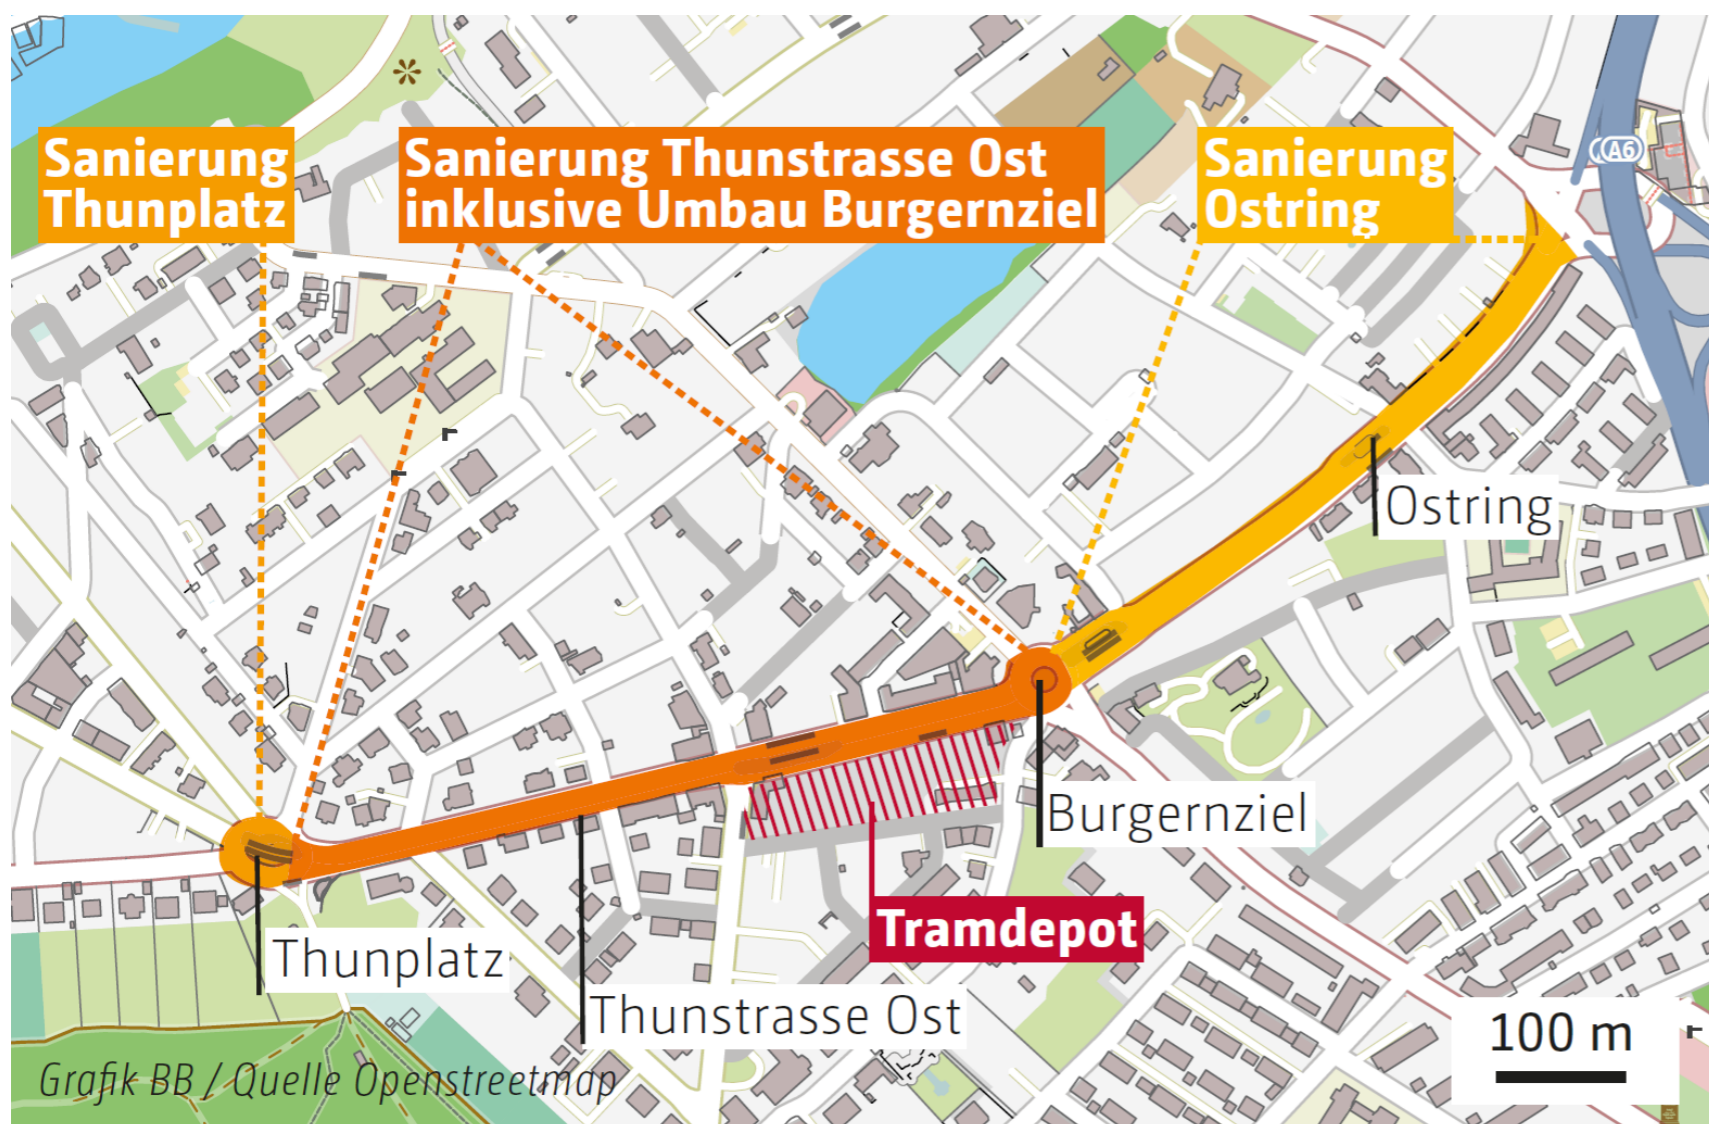 Sanierung
Thunplatz
Sanierung Thunstrasse Ost
inklusive Umbau Burgernziel
Sanierung
Ostring
A6
Ostring
Burgernziel
Tramdepot
Thunplatz
Thunstrasse Ost
100 m
Grafik BB / Quelle Openstreetmap